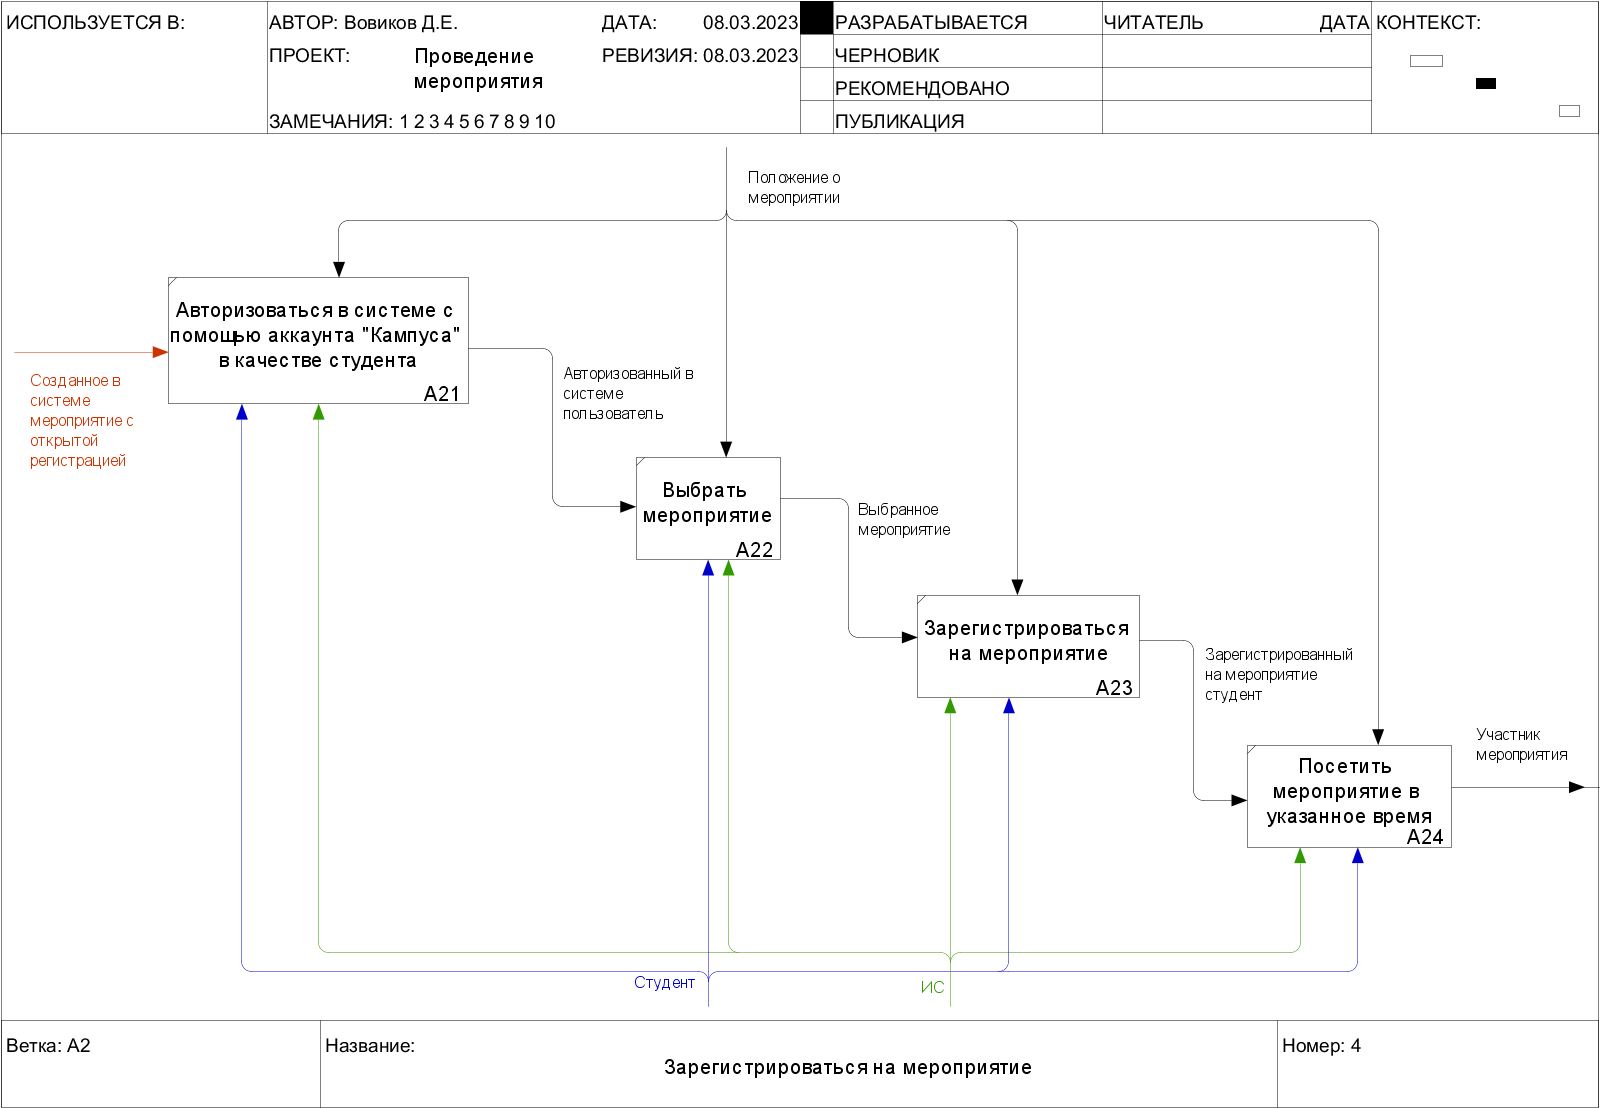 ИСПОЛЬЗУЕТСЯ В:
АВТОР: Вовиков Д.Е.
ДАТА: 08.03.2023
РАЗРАБАТЫВАЕТСЯ
ЧИТАТЕЛЬ
ДАТА
КОНТЕКСТ:
ПРОЕКТ:
Проведение
мероприятия
РЕВИЗИЯ: 08.03.2023
ЧЕРНОВИК
РЕКОМЕНДОВАНО
ЗАМЕЧАНИЯ: 1 2 3 4 5 6 7 8 9 10
ПУБЛИКАЦИЯ
Положение о
мероприятии
Авторизоваться в системе с
помощью аккаунта "Кампуса"
в качестве студента
A21
Созданное в
системе
мероприятие с
открытой
регистрацией
Авторизованный в
системе
пользователь
Выбрать
мероприятие
A22
Выбранное
мероприятие
Зарегистрироваться
на мероприятие
A23
Зарегистрированный
на мероприятие
студент
Посетить
мероприятие в
указанное время
A24
Участник
мероприятия
Студент
ИС
Ветка: A2
Название:
Зарегистрироваться на мероприятие
Номер: 4